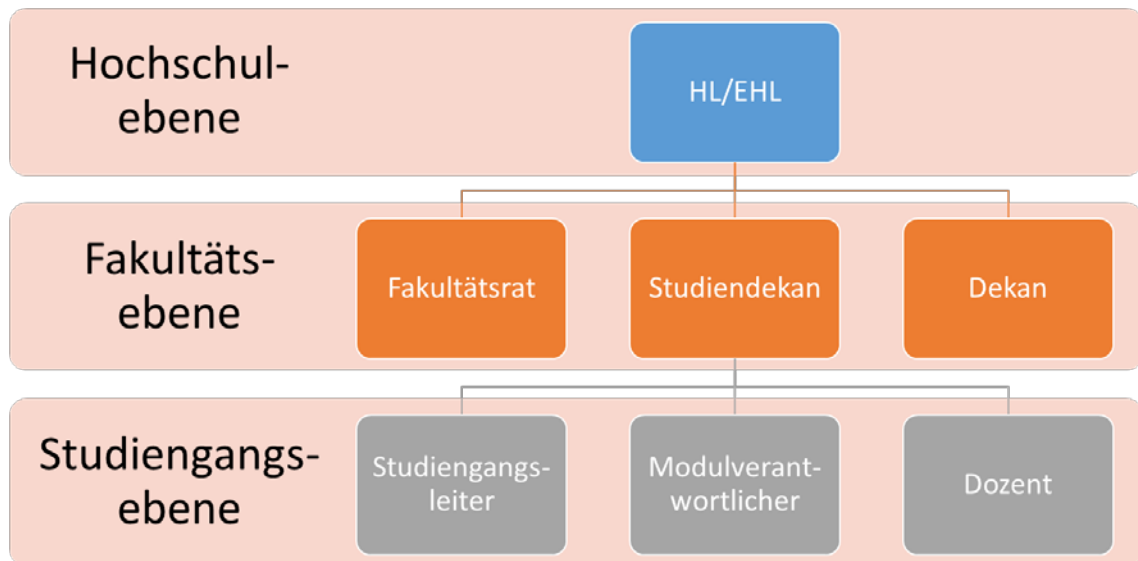 Hochschul-
ebene
HL/EHL
Fakultäts-
ebene
Fakultätsrat
Studiendekan
Dekan
Studiengangs-
ebene
Studiengangs-
leiter
Modulverant-
wortlicher
Dozent